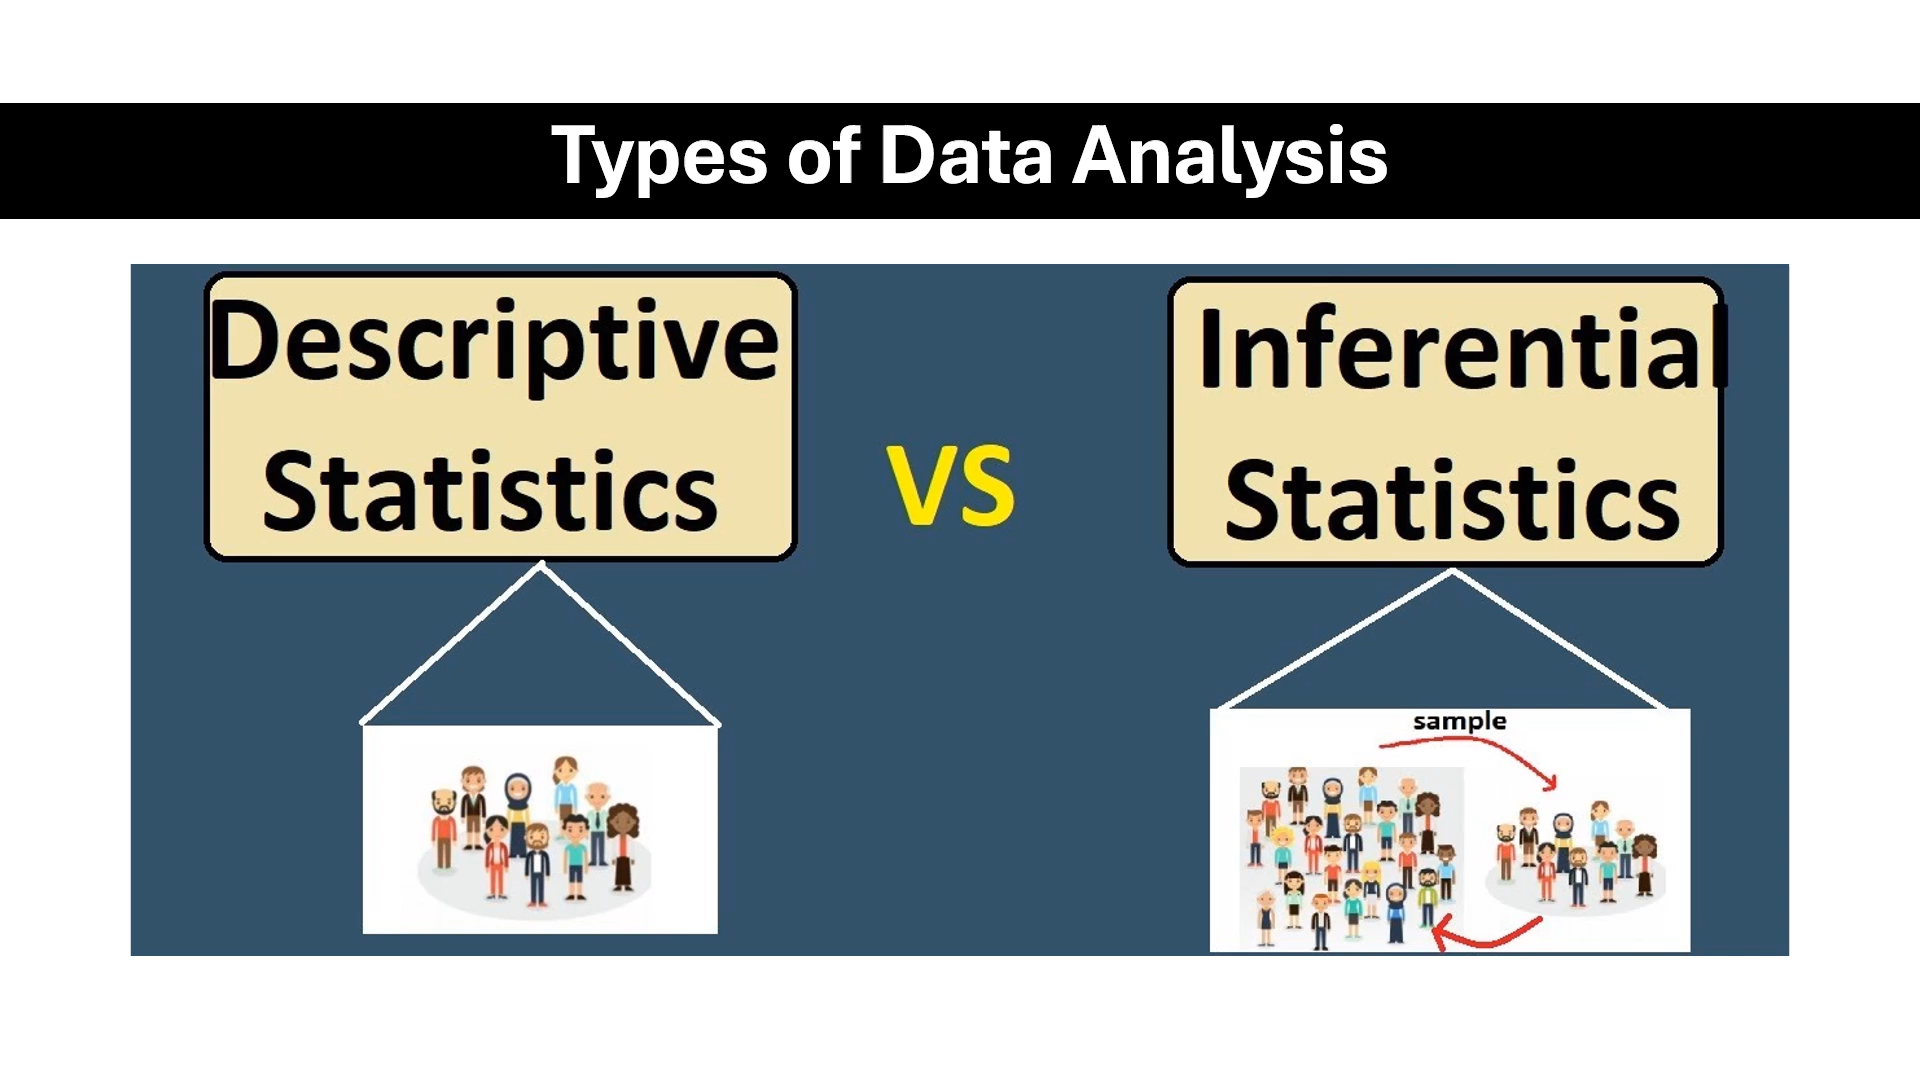 Types of Data Analysis
Descriptive
Statistics
VS
Inferential
Statistics
sample